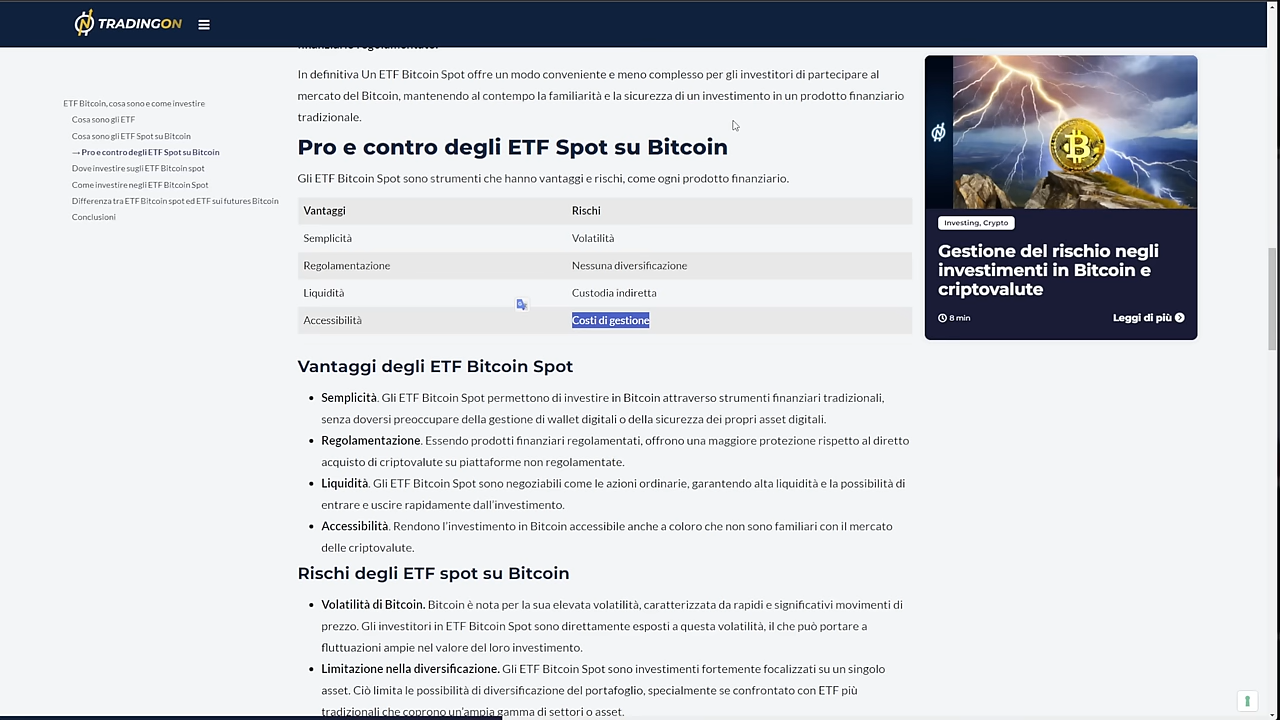 TRADINGON
finanziario regolamentato.
In definitiva Un ETF Bitcoin Spot offre un modo conveniente e meno complesso per gli investitori di partecipare al
mercato del Bitcoin, mantenendo al contempo la familiarità e la sicurezza di un investimento in un prodotto finanziario
tradizionale.
ETF Bitcoin, cosa sono e come investire
Cosa sono gli ETF
Cosa sono gli ETF Spot su Bitcoin
→ Pro e contro degli ETF Spot su Bitcoin
Dove investire sugli ETF Bitcoin spot
Come investire negli ETF Bitcoin Spot
Differenza tra ETF Bitcoin spot ed ETF sui futures Bitcoin
Conclusioni
Pro e contro degli ETF Spot su Bitcoin
Gli ETF Bitcoin Spot sono strumenti che hanno vantaggi e rischi, come ogni prodotto finanziario.
Vantaggi Rischi
Semplicità Volatilità
Regolamentazione Nessuna diversificazione
Liquidità Custodia indiretta
Accessibilità Costi di gestione
Vantaggi degli ETF Bitcoin Spot
• Semplicità. Gli ETF Bitcoin Spot permettono di investire in Bitcoin attraverso strumenti finanziari tradizionali,
senza doversi preoccupare della gestione di wallet digitali o della sicurezza dei propri asset digitali.
• Regolamentazione. Essendo prodotti finanziari regolamentati, offrono una maggiore protezione rispetto al diretto
acquisto di criptovalute su piattaforme non regolamentate.
• Liquidità. Gli ETF Bitcoin Spot sono negoziabili come le azioni ordinarie, garantendo alta liquidità e la possibilità di
entrare e uscire rapidamente dall'investimento.
• Accessibilità. Rendono l'investimento in Bitcoin accessibile anche a coloro che non sono familiari con il mercato
delle criptovalute.
Rischi degli ETF spot su Bitcoin
• Volatilità di Bitcoin. Bitcoin è nota per la sua elevata volatilità, caratterizzata da rapidi e significativi movimenti di
prezzo. Gli investitori in ETF Bitcoin Spot sono direttamente esposti a questa volatilità, il che può portare a
fluttuazioni ampie nel valore del loro investimento.
• Limitazione nella diversificazione. Gli ETF Bitcoin Spot sono investimenti fortemente focalizzati su un singolo
asset. Ciò limita le possibilità di diversificazione del portafoglio, specialmente se confrontato con ETF più
tradizionali che coprono un'ampia gamma di settori o asset.
Investing, Crypto
Gestione del rischio negli
investimenti in Bitcoin e
criptovalute
8 min Leggi di più